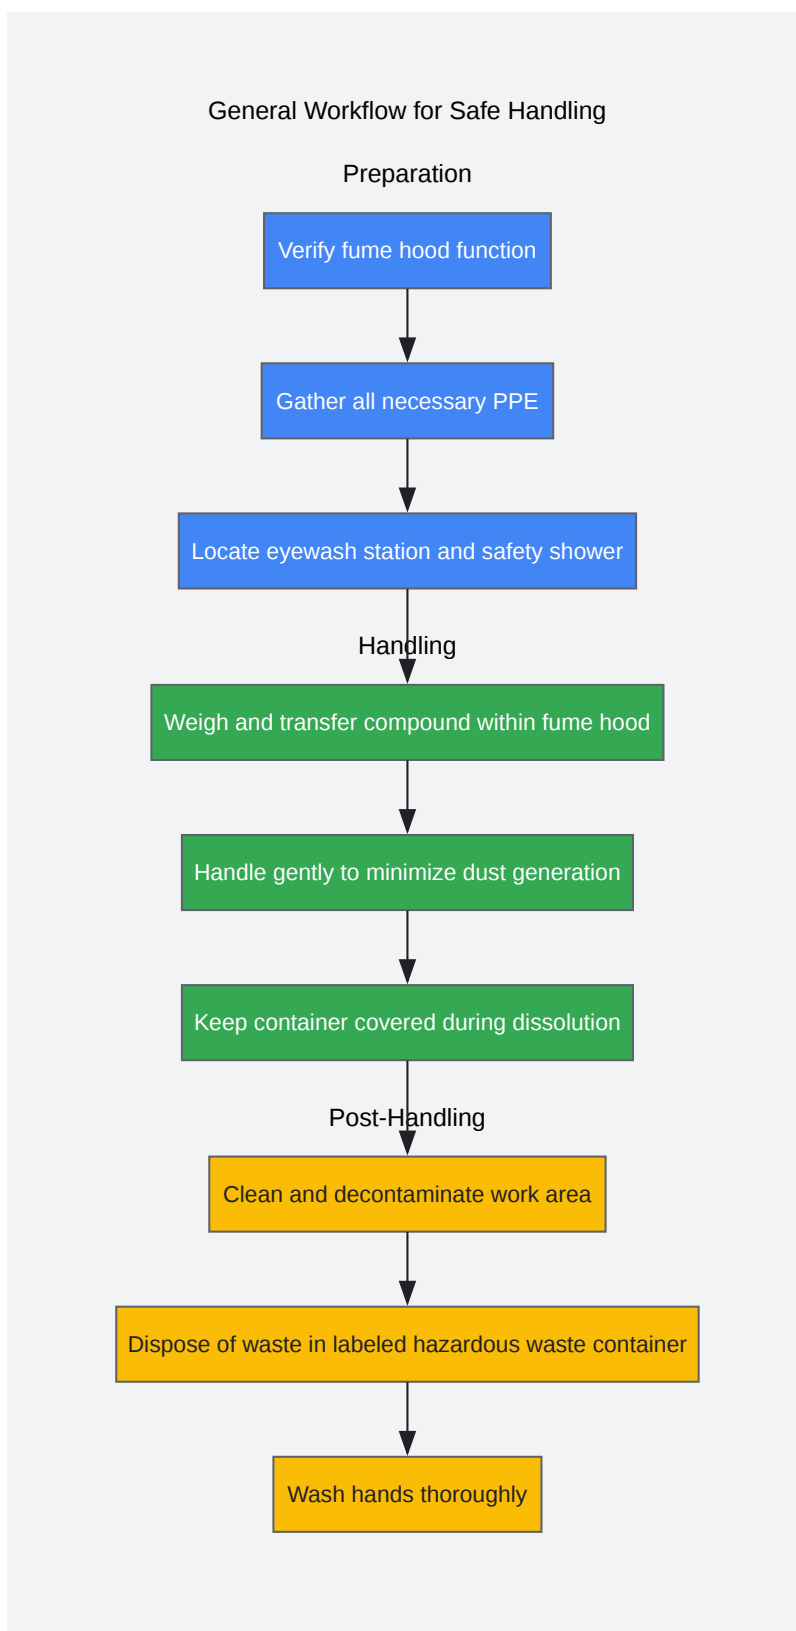 General Workflow for Safe Handling
Preparation
Verify fume hood function
Gather all necessary PPE
Locate eyewash station and safety shower
Handling
Weigh and transfer compound within fume hood
Handle gently to minimize dust generation
Keep container covered during dissolution
Post-Handling
Clean and decontaminate work area
Dispose of waste in labeled hazardous waste container
Wash hands thoroughly